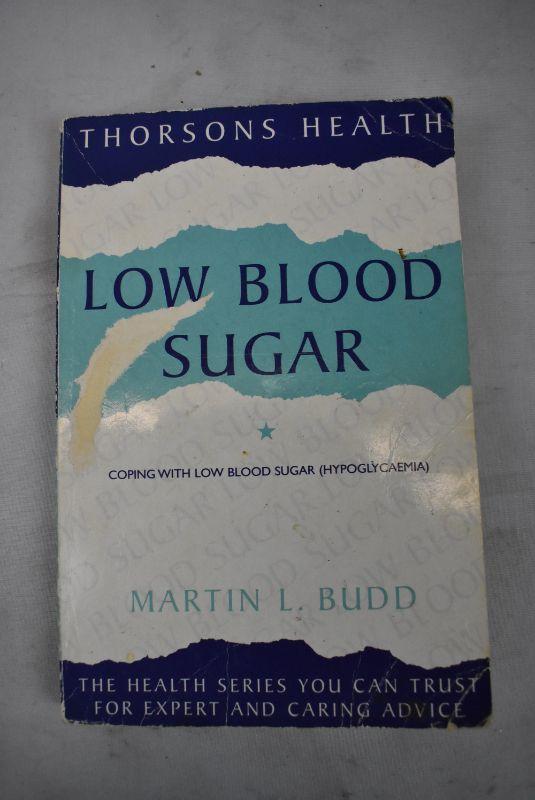 THORSONS HEALTH
LOW BLOOD
SUGAR
COPING WITH LOW BLOOD SUGAR (HYPOGLYCAEMIA)
MARTIN L. BUDD
THE HEALTH SERIES YOU CAN TRUST
FOR EXPERT AND CARING ADVICE